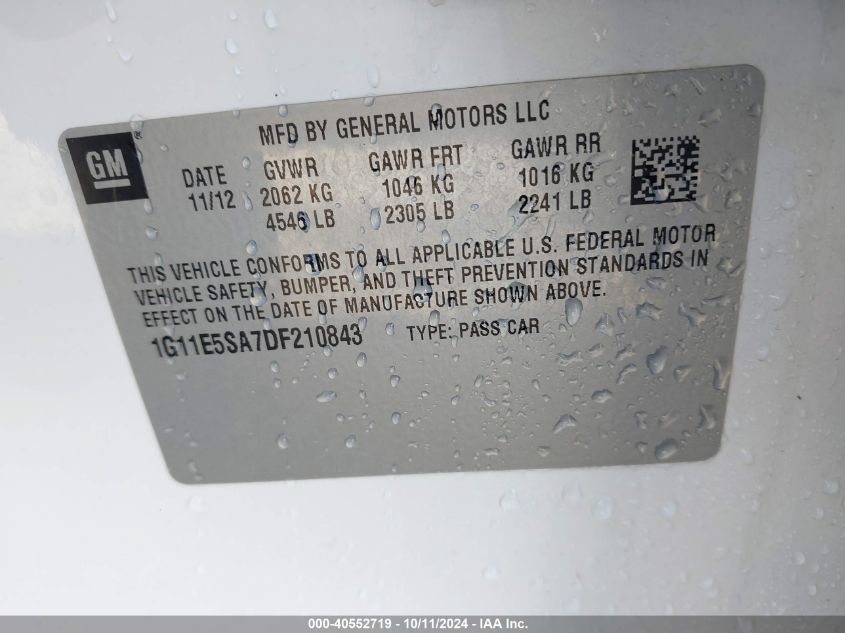 MFD BY GENERAL MOTORS LLC
GM
DATE GVWR GAWR FRT GAWR RR
11/12 2062 KG 1046 KG 1016 KG
4546 LB 2305 LB 2241 LB
THIS VEHICLE CONFORMS TO ALL APPLICABLE U.S. FEDERAL MOTOR
VEHICLE SAFETY, BUMPER, AND THEFT PREVENTION STANDARDS IN
EFFECT ON THE DATE OF MANUFACTURE SHOWN ABOVE.
1G11E5SA7DF210843 TYPE: PASS CAR
000-40552719 - 10/11/2024 - IAA Inc.